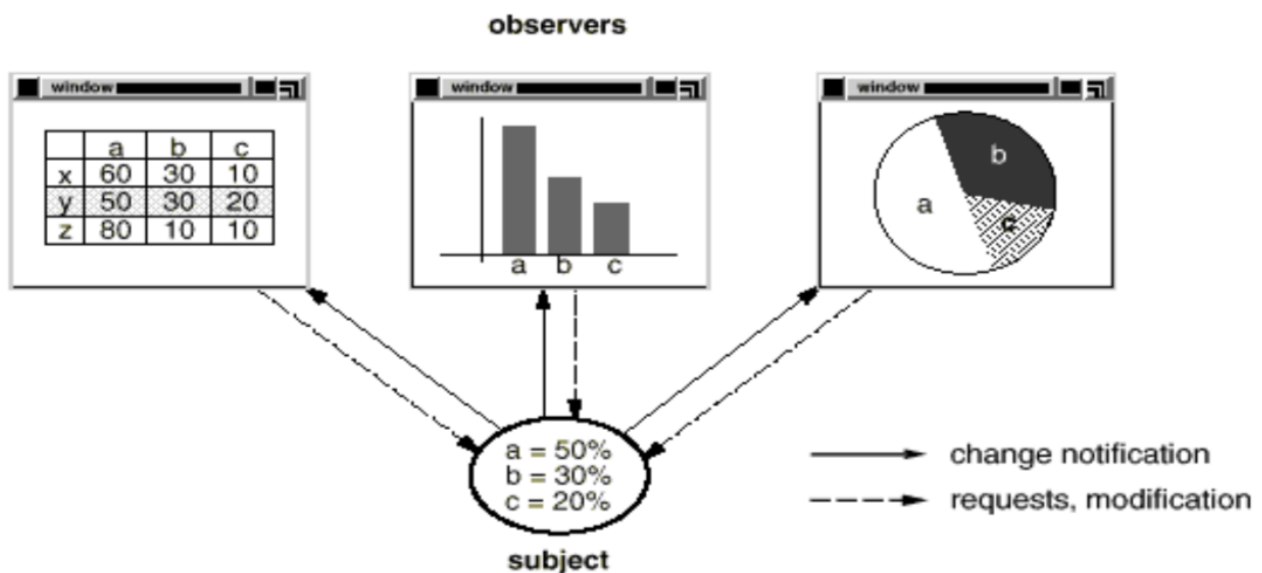 observers
window
a b c
x 60 30 10
y 50 30 20
z 80 10 10
window
a b c
window
b
a
c
a = 50%
b = 30%
c = 20%
subject
change notification
requests, modification